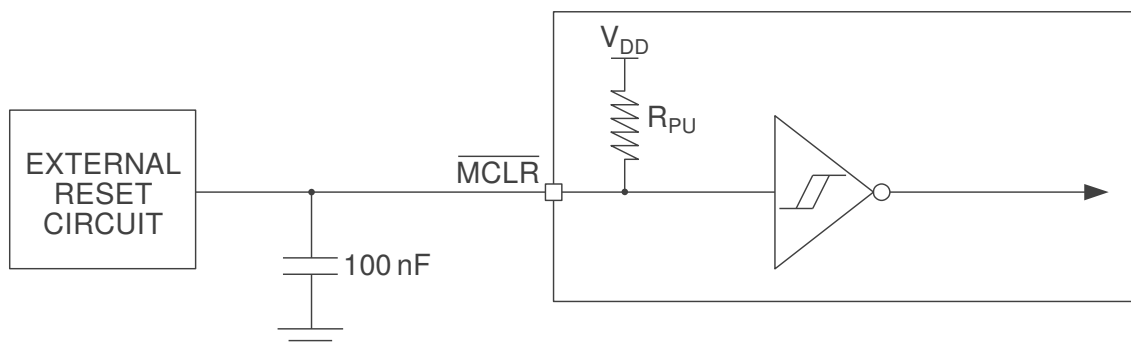 EXTERNAL
RESET
CIRCUIT
100 nF
MCLR
VDD
RPU